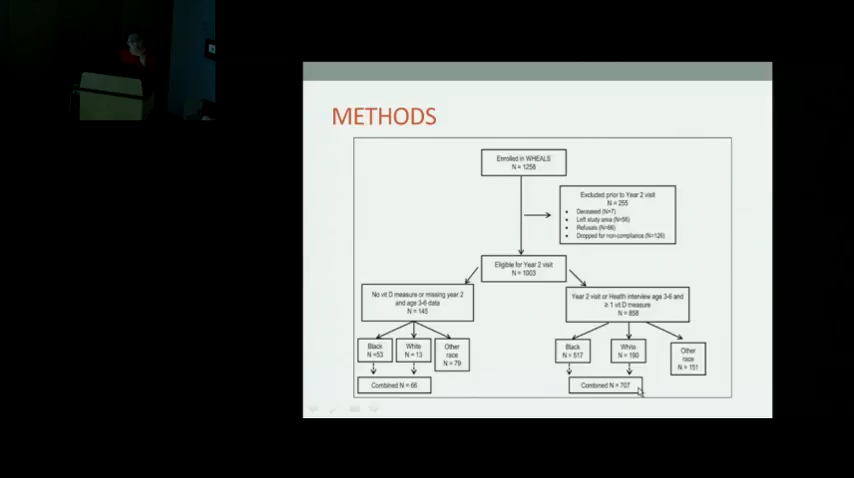 METHODS
Enrolled in WHEALS
N = 1258
Excluded prior to Year 2 visit
N = 255
• Deceased (N=7)
• Left study area (N=56)
• Refusals (N=66)
• Dropped for non-compliance (N=126)
Eligible for Year 2 visit
N = 1003
No vit D measure or missing year 2
and age 3-6 data
N = 145
Year 2 visit or Health interview age 3-6 and
≥ 1 vit D measure
N = 858
Black
N =53
White
N = 13
Other
race
N = 79
Black
N = 517
White
N = 190
Other
race
N = 151
Combined N = 66
Combined N = 707